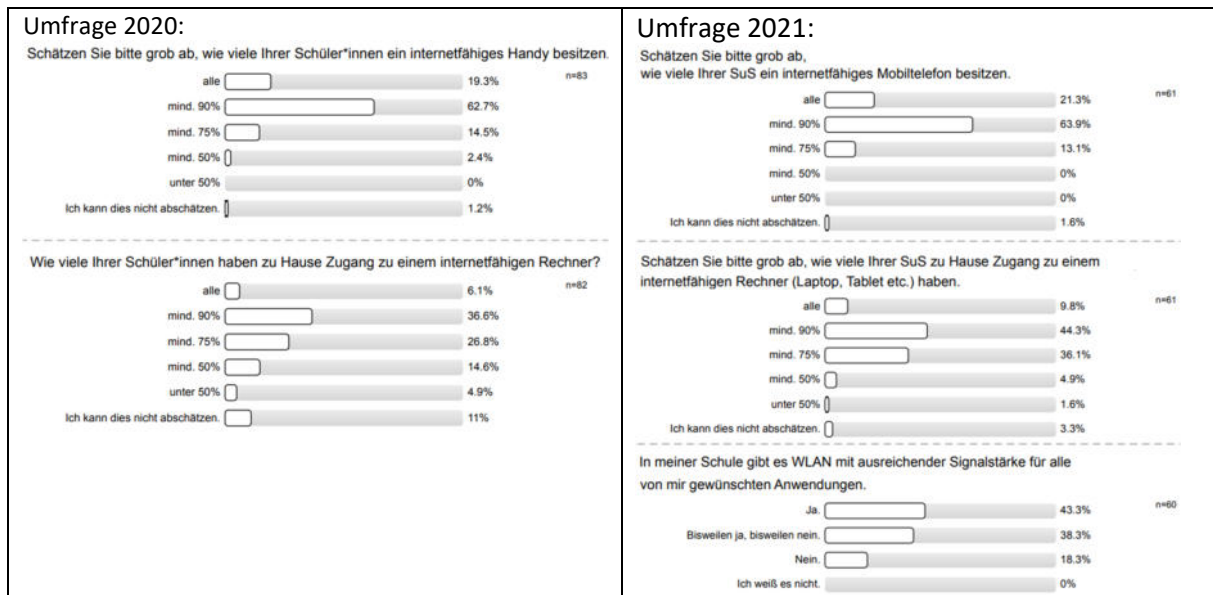 Umfrage 2020:
Schätzen Sie bitte grob ab, wie viele Ihrer Schüler*innen ein internetfähiges Handy besitzen.
alle 19.3% n=83
mind. 90% 62.7%
mind. 75% 14.5%
mind. 50% 2.4%
unter 50% 0%
Ich kann dies nicht abschätzen. 1.2%
Wie viele Ihrer Schüler*innen haben zu Hause Zugang zu einem internetfähigen Rechner?
alle 6.1% n=82
mind. 90% 36.6%
mind. 75% 26.8%
mind. 50% 14.6%
unter 50% 4.9%
Ich kann dies nicht abschätzen. 11%
Umfrage 2021:
Schätzen Sie bitte grob ab,
wie viele Ihrer SuS ein internetfähiges Mobiltelefon besitzen.
alle 21.3% n=61
mind. 90% 63.9%
mind. 75% 13.1%
mind. 50% 0%
unter 50% 0%
Ich kann dies nicht abschätzen. 1.6%
Schätzen Sie bitte grob ab, wie viele Ihrer SuS zu Hause Zugang zu einem
internetfähigen Rechner (Laptop, Tablet etc.) haben.
alle 9.8% n=61
mind. 90% 44.3%
mind. 75% 36.1%
mind. 50% 4.9%
unter 50% 1.6%
Ich kann dies nicht abschätzen. 3.3%
In meiner Schule gibt es WLAN mit ausreichender Signalstärke für alle
von mir gewünschten Anwendungen.
Ja. 43.3% n=60
Bisweilen ja, bisweilen nein. 38.3%
Nein. 18.3%
Ich weiß es nicht. 0%